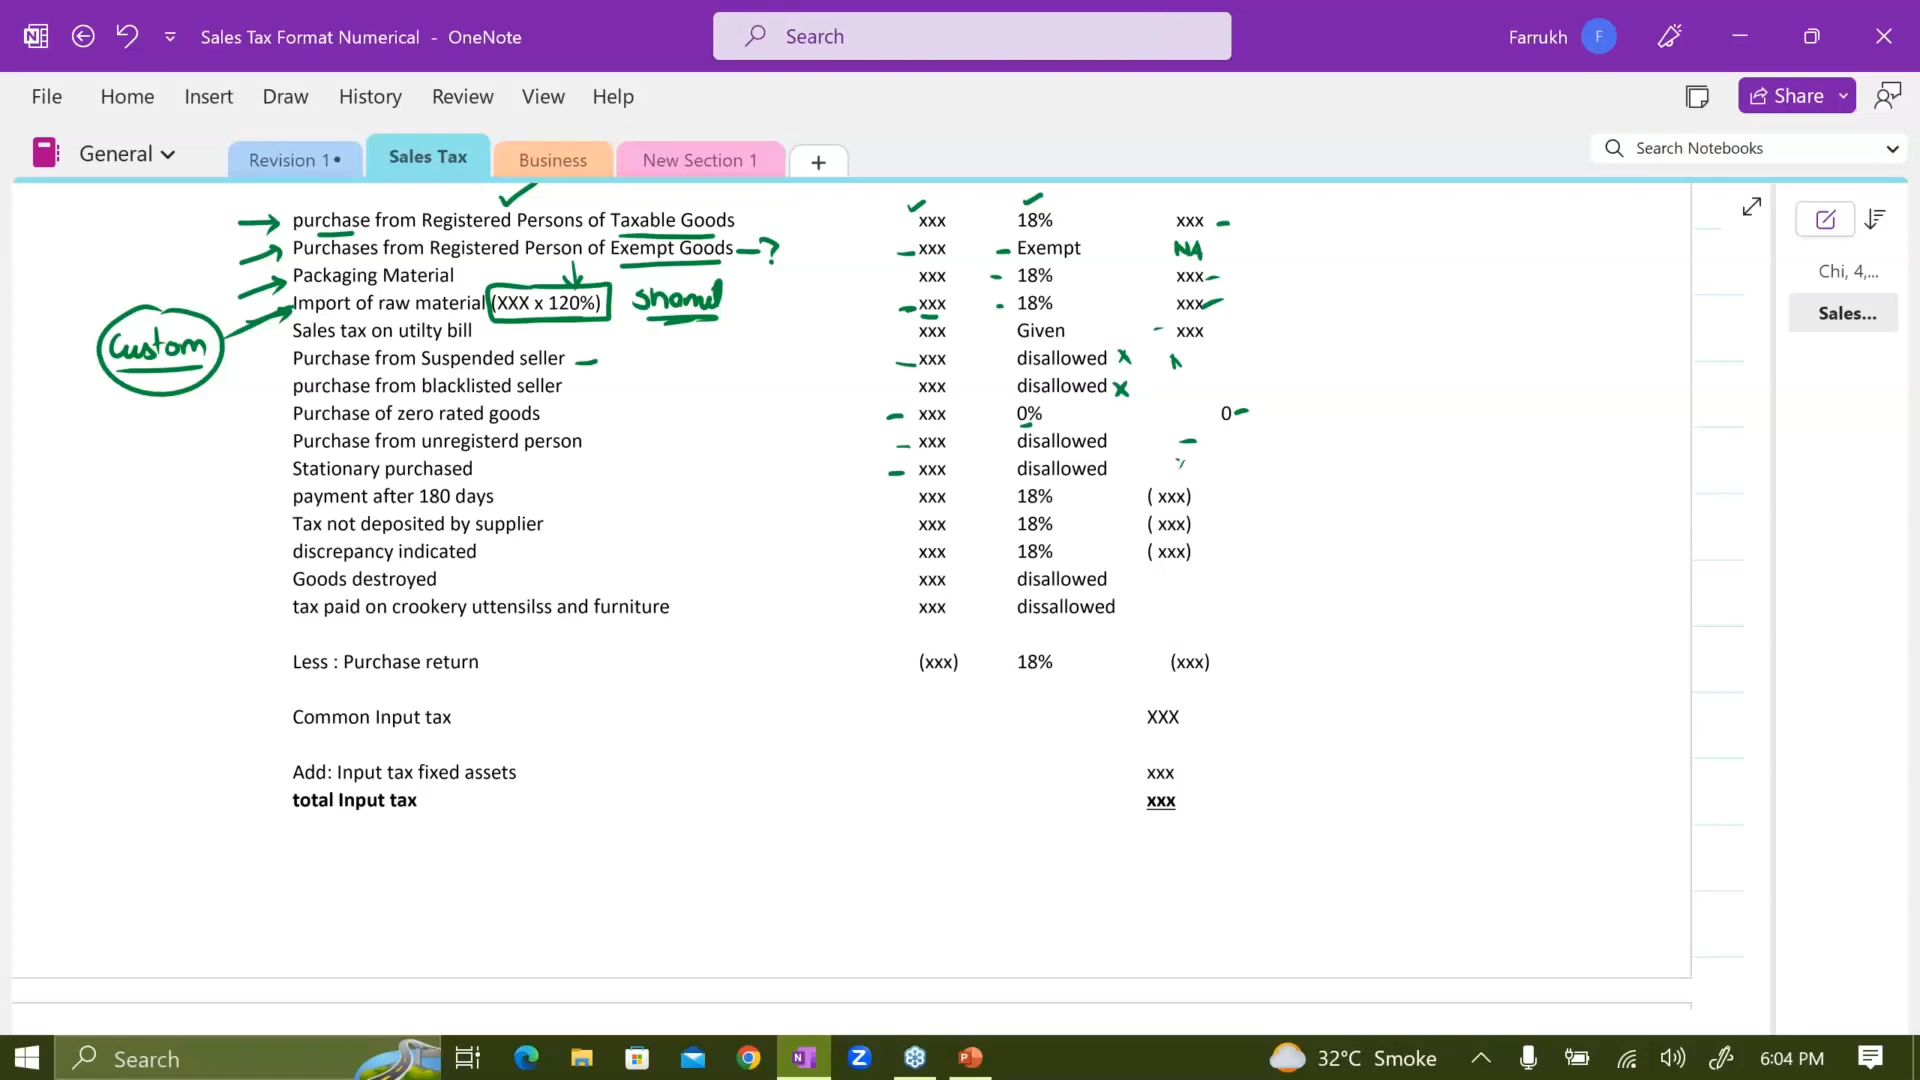 Sales Tax Format Numerical - OneNote
Search
Farrukh F
File Home Insert Draw History Review View Help
Share
General
Revision 1 Sales Tax Business New Section 1 +
Search Notebooks
purchase from Registered Persons of Taxable Goods xxx 18% xxx
Purchases from Registered Person of Exempt Goods ? xxx Exempt NA
Packaging Material xxx 18% xxx
Import of raw material (XXX x 120%) xxx 18% xxx
Custom
Sales tax on utilty bill xxx Given xxx
Purchase from Suspended seller xxx disallowed x
purchase from blacklisted seller xxx disallowed x
Purchase of zero rated goods xxx 0% 0
Purchase from unregisterd person xxx disallowed
Stationary purchased xxx disallowed
payment after 180 days xxx 18% ( xxx)
Tax not deposited by supplier xxx 18% ( xxx)
discrepancy indicated xxx 18% ( xxx)
Goods destroyed xxx disallowed
tax paid on crookery uttensilss and furniture xxx dissallowed
Less : Purchase return (xxx) 18% (xxx)
Common Input tax XXX
Add: Input tax fixed assets xxx
total Input tax xxx
Chi, 4,...
Sales...
Search
32°C Smoke
6:04 PM